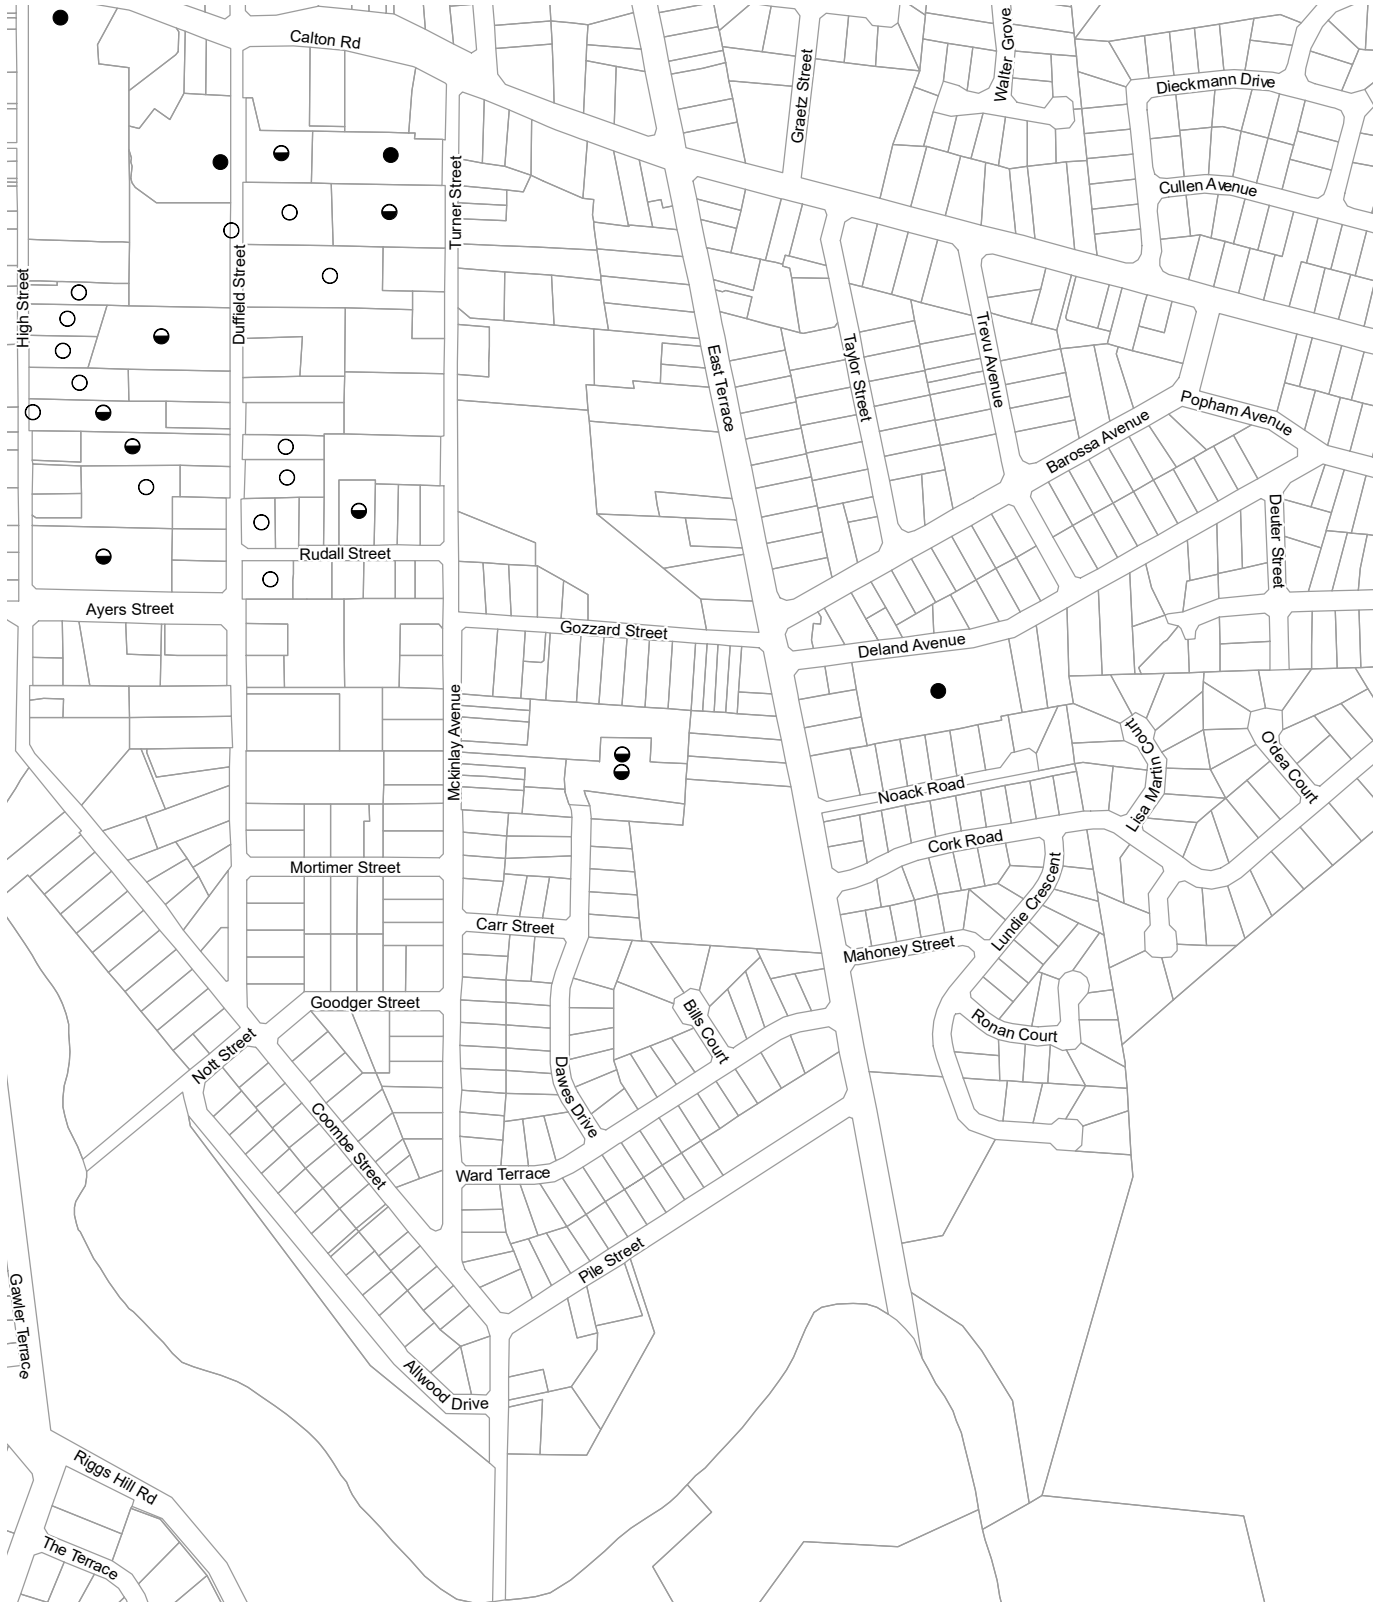 Calton Rd
Walter Grove
Graetz Street
Dieckmann Drive
Cullen Avenue
Turner Street
High Street
Duffield Street
East Terrace
Taylor Street
Trevu Avenue
Popham Avenue
Barossa Avenue
Deuter Street
Rudall Street
Ayers Street
Gozzard Street
Deland Avenue
Mckinlay Avenue
Lisa Martin Court
O'dea Court
Noack Road
Cork Road
Mortimer Street
Lundie Crescent
Carr Street
Mahoney Street
Goodger Street
Bills Court
Ronan Court
Nott Street
Dawes Drive
Coombe Street
Ward Terrace
Pile Street
Gawler Terrace
Allwood Drive
Riggs Hill Rd
The Terrace